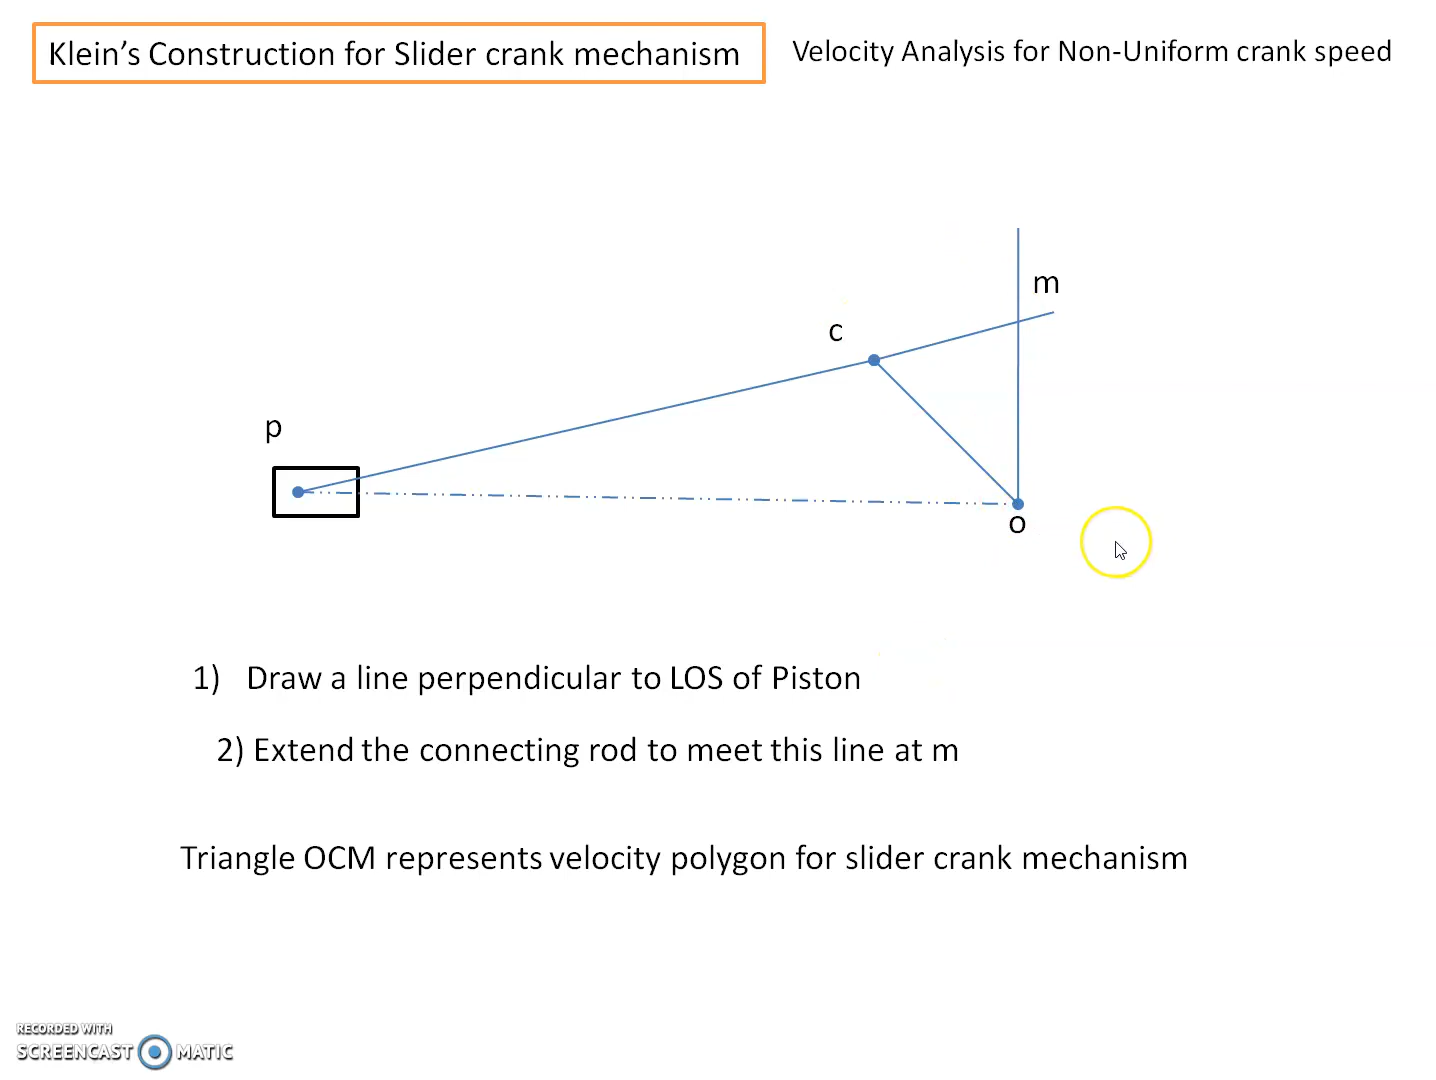 Klein’s Construction for Slider crank mechanism
Velocity Analysis for Non-Uniform crank speed
m
c
p
o
1) Draw a line perpendicular to LOS of Piston
2) Extend the connecting rod to meet this line at m
Triangle OCM represents velocity polygon for slider crank mechanism
RECORDED WITH
SCREENCAST MATIC